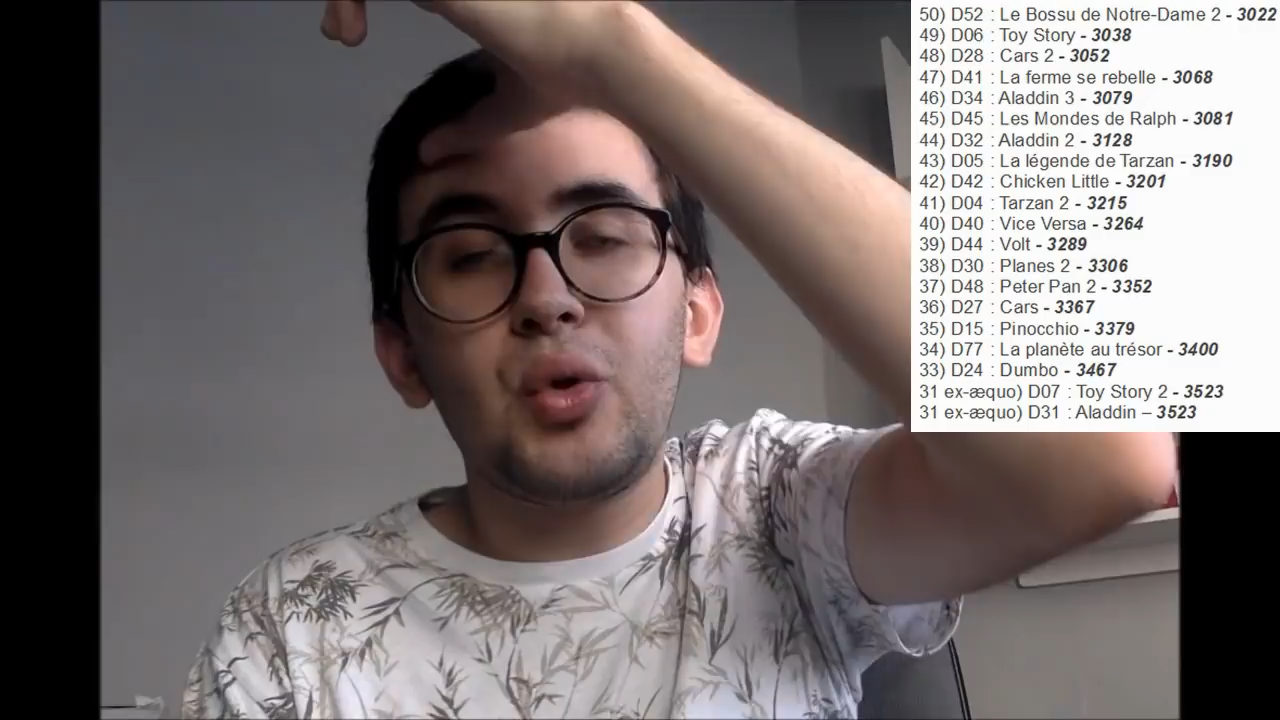 50) D52 : Le Bossu de Notre-Dame 2 - 3022
49) D06 : Toy Story - 3038
48) D28 : Cars 2 - 3052
47) D41 : La ferme se rebelle - 3068
46) D34 : Aladdin 3 - 3079
45) D45 : Les Mondes de Ralph - 3081
44) D32 : Aladdin 2 - 3128
43) D05 : La légende de Tarzan - 3190
42) D42 : Chicken Little - 3201
41) D04 : Tarzan 2 - 3215
40) D40 : Vice Versa - 3264
39) D44 : Volt - 3289
38) D30 : Planes 2 - 3306
37) D48 : Peter Pan 2 - 3352
36) D27 : Cars - 3367
35) D15 : Pinocchio - 3379
34) D77 : La planète au trésor - 3400
33) D24 : Dumbo - 3467
31 ex-æquo) D07 : Toy Story 2 - 3523
31 ex-æquo) D31 : Aladdin – 3523